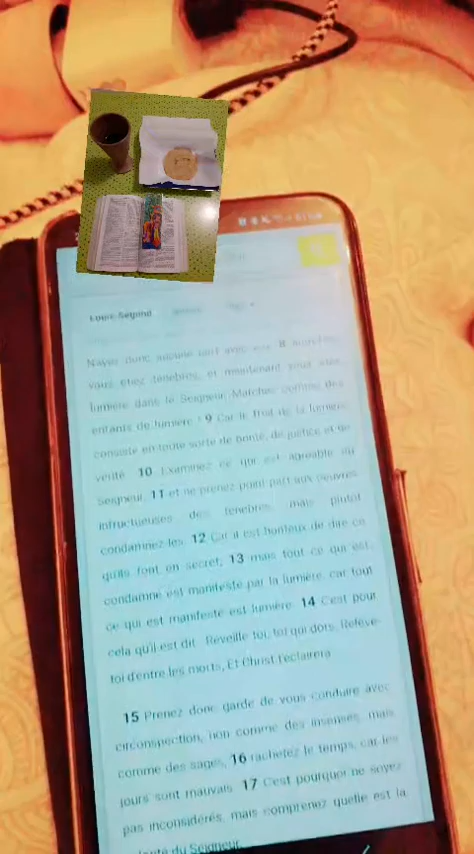 Louis-Segond
N'ayez donc
vous étiez ténèbres, et maintenant vous êtes
lumière dans le Seigneur. Marchez comme des
enfants de lumière ! 9 Car le fruit de la lumière
consiste en toute sorte de bonté, de justice et de
vérité. 10 Examinez ce qui est agréable au
Seigneur; 11 et ne prenez point part aux oeuvres
infructueuses des ténèbres, mais plutôt
condamnez-les. 12 Car il est honteux de dire ce
qu'ils font en secret; 13 mais tout ce qui est
condamné est manifesté par la lumière, car tout
ce qui est manifesté est lumière. 14 C'est pour
cela qu'il est dit : Réveille-toi, toi qui dors, Relève-
toi d'entre les morts, Et Christ t'éclairera.
15 Prenez donc garde de vous conduire avec
circonspection, non comme des insensés, mais
comme des sages; 16 rachetez le temps, car les
jours sont mauvais. 17 C'est pourquoi ne soyez
pas inconsidérés, mais comprenez quelle est la
du Seigneur.